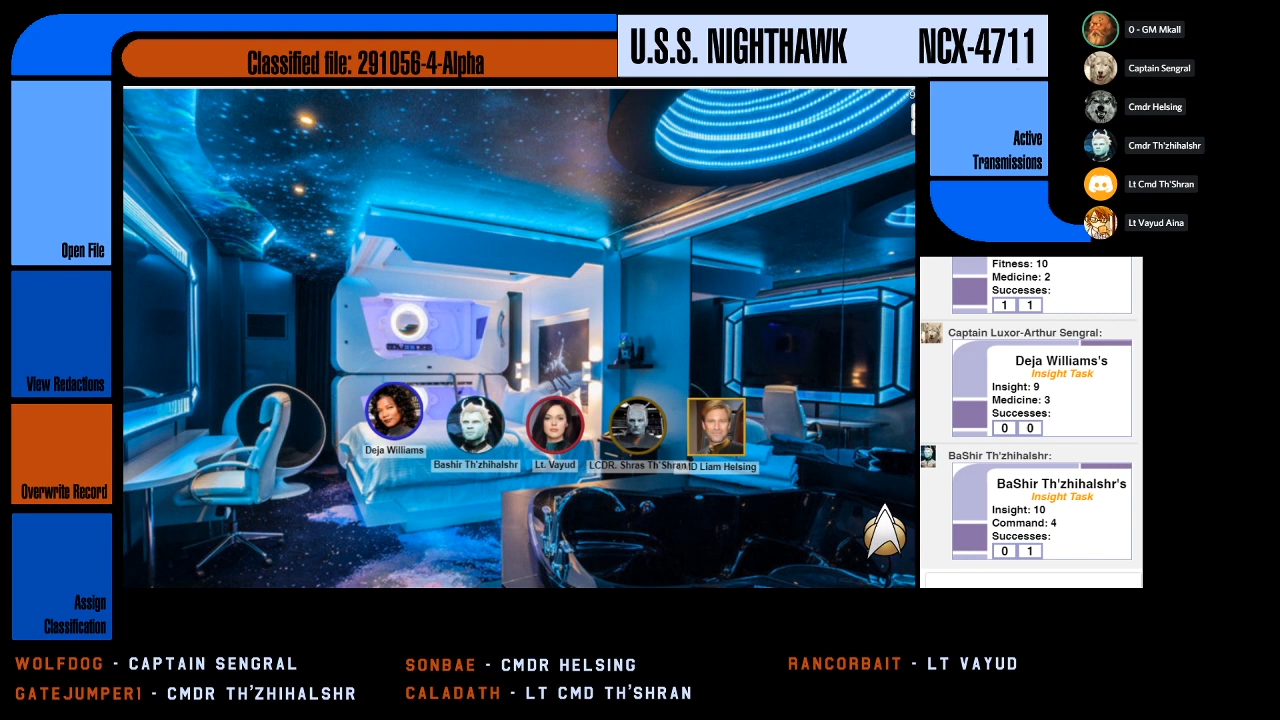 Classified file: 291056-4-Alpha
U.S.S. NIGHTHAWK NCX-4711
Open File
View Redactions
Overwrite Record
Assign
Classification
Active
Transmissions
0 - GM Mkall
Captain Sengral
Cmdr Helsing
Cmdr Th'zhihalshr
Lt Cmd Th'Shran
Lt Vayud Aina
Deja Williams
Bashir Th'zhihalshr
Lt. Vayud
LCDR. Shras Th'Shran
Liam Helsing
Fitness: 10
Medicine: 2
Successes:
1 1
Captain Luxor-Arthur Sengral:
Deja Williams's
Insight Task
Insight: 9
Medicine: 3
Successes:
0 0
BaShir Th'zhihalshr:
BaShir Th'zhihalshr's
Insight Task
Insight: 10
Command: 4
Successes:
0 1
WOLFDOG - CAPTAIN SENGRAL
SONBAE - CMDR HELSING
RANCORBAIT - LT VAYUD
GATEJUMPER1 - CMDR TH'ZHIHALSHR
CALADATH - LT CMD TH'SHRAN